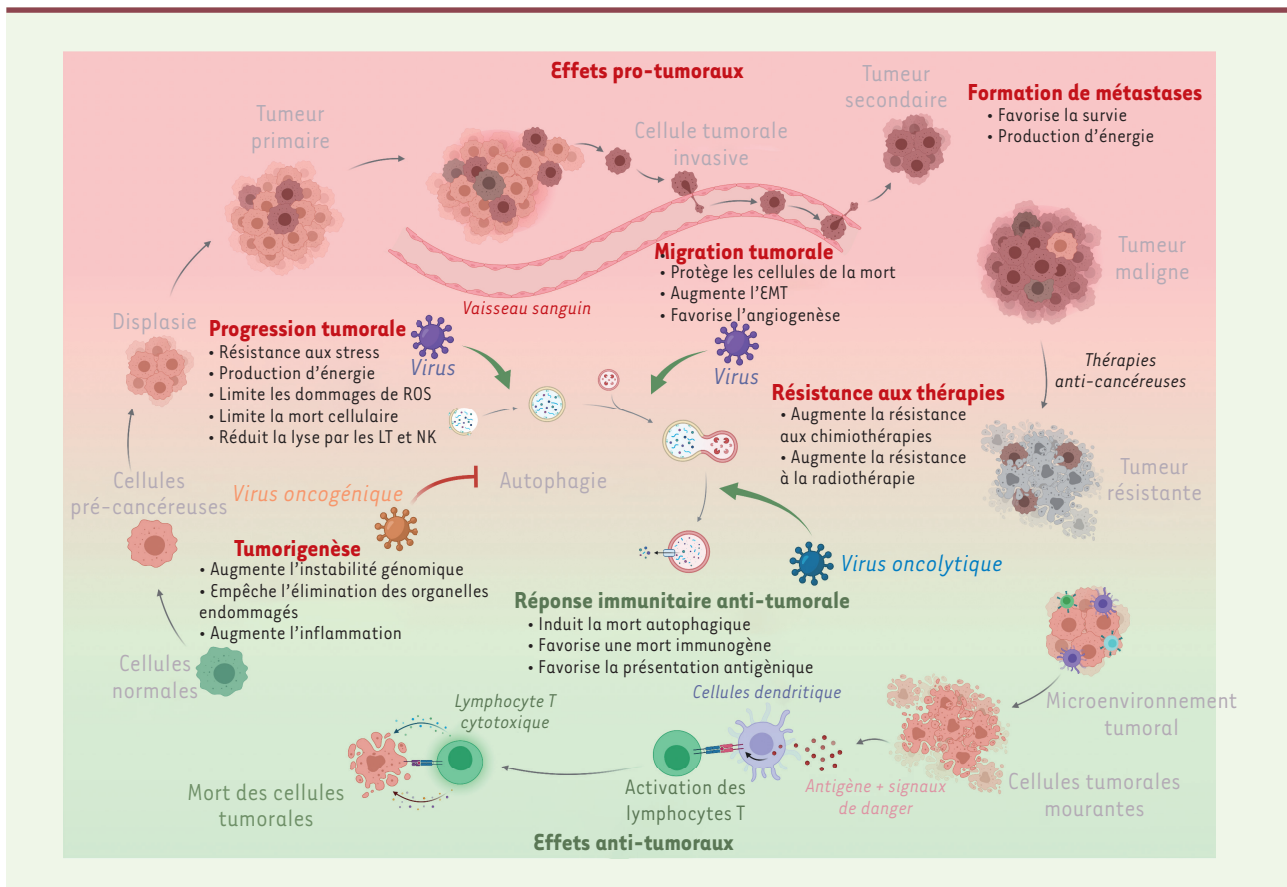 Effets pro-tumoraux
Tumeur
primaire
Cellule tumorale
invasive
Tumeur
secondaire
Formation de métastases
• Favorise la survie
• Production d'énergie
Tumeur
maligne
Migration tumorale
• Protège les cellules de la mort
• Augmente l'EMT
• Favorise l'angiogenèse
Vaisseau sanguin
Displasie
Progression tumorale
• Résistance aux stress
• Production d'énergie
• Limite les dommages de ROS
• Limite la mort cellulaire
• Réduit la lyse par les LT et NK
Virus
Virus
Thérapies
anti-cancéreuses
Résistance aux thérapies
• Augmente la résistance
aux chimiothérapies
• Augmente la résistance
à la radiothérapie
Tumeur
résistante
Cellules
pré-cancéreuses
Virus oncogénique
Autophagie
Tumorigenèse
• Augmente l'instabilité génomique
• Empêche l'élimination des organelles
endommagés
• Augmente l'inflammation
Virus oncolytique
Réponse immunitaire anti-tumorale
• Induit la mort autophagique
• Favorise une mort immunogène
• Favorise la présentation antigènique
Cellules
normales
Lymphocyte T
cytotoxique
Cellules dendritique
Microenvironnement
tumoral
Mort des cellules
tumorales
Activation des
lymphocytes T
Antigène + signaux
de danger
Cellules tumorales
mourantes
Effets anti-tumoraux